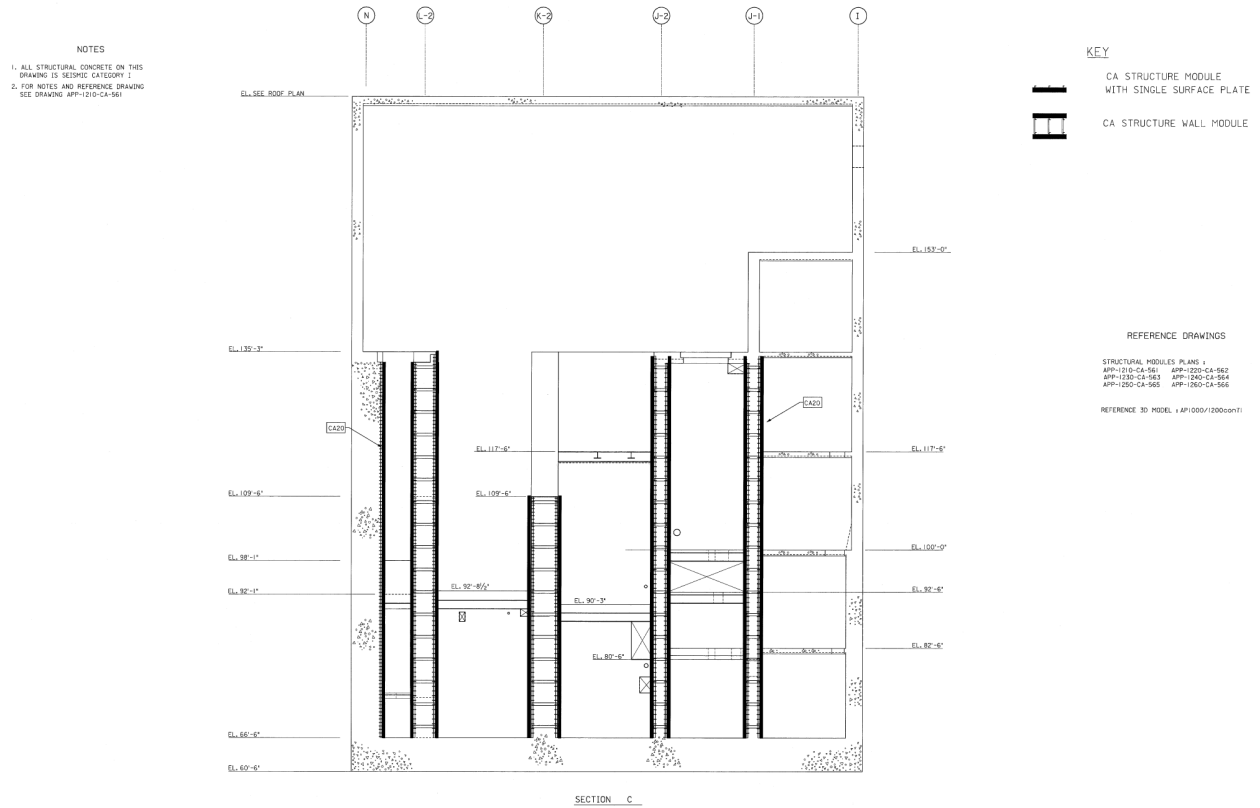 N L-2 K-2 J-2 J-1 I
NOTES
1. ALL STRUCTURAL CONCRETE ON THIS
DRAWING IS SEISMIC CATEGORY I
2. FOR NOTES AND REFERENCE DRAWING
SEE DRAWING APP-1210-CA-561
KEY
CA STRUCTURE MODULE
WITH SINGLE SURFACE PLATE
CA STRUCTURE WALL MODULE
EL. SEE ROOF PLAN
EL. 153'-0"
EL. 135'-3"
REFERENCE DRAWINGS
STRUCTURAL MODULES PLANS :
APP-1210-CA-561 APP-1220-CA-562
APP-1230-CA-563 APP-1240-CA-564
APP-1250-CA-565 APP-1260-CA-566
REFERENCE 3D MODEL :
CA20
CA20
EL. 117'-6"
EL. 117'-6"
EL. 109'-6"
EL. 109'-6"
EL. 100'-0"
EL. 98'-1"
EL. 92'-1"
EL. 92'-8½"
EL. 90'-3"
EL. 92'-6"
EL. 80'-6"
EL. 82'-6"
EL. 66'-6"
EL. 60'-6"
SECTION C